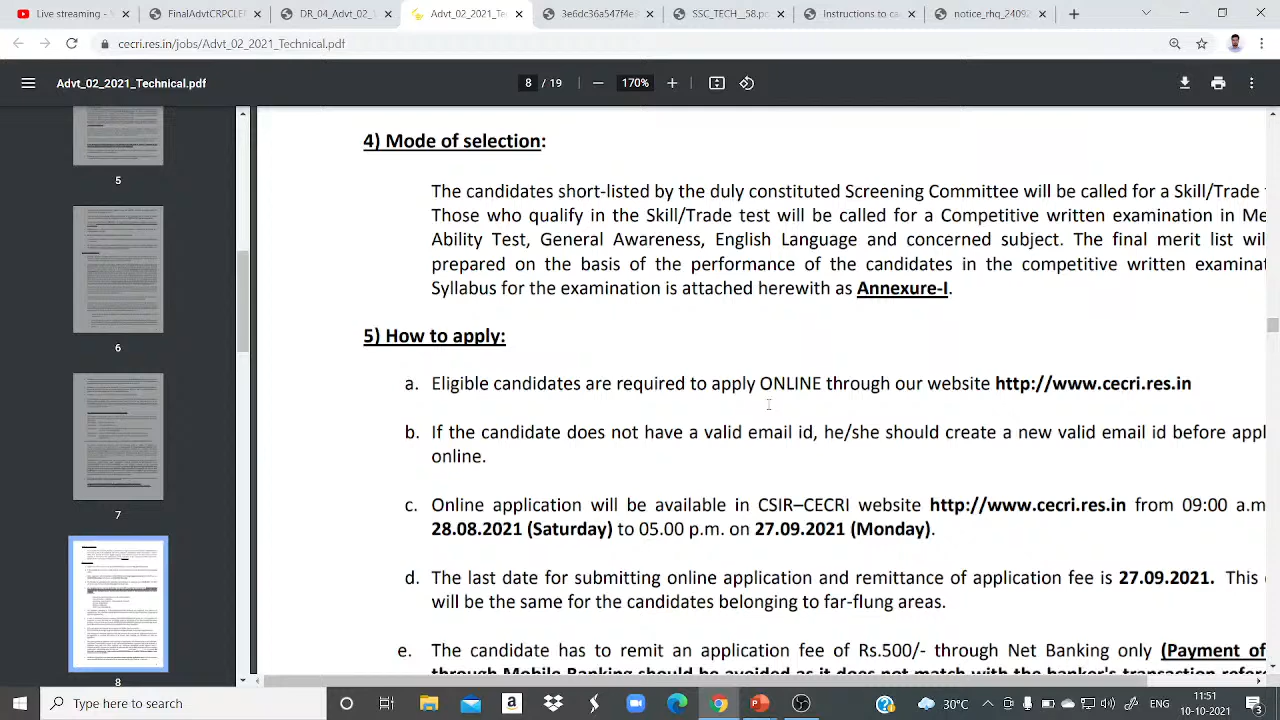 Live streaming -
FinalAdvtCRPCLE
DR_04_Advt_02_1
Advt_02_2021_Te
3e6dc36a54746e
SSC
_58.pc
Instructions to ca
notice_rhq_24092
cecri.res.in/jobs/Advt_02_2021_Technical.pdf
Advt_02_2021_Technical.pdf
8 / 19
170%
5
6
7
8
4) Mode of selection:
The candidates short-listed by the duly constituted Screening Committee will be called for a Skill/Trade
Those who qualify in the Skill/Trade test will be called for a Competitive written examination in Me
Ability Test, General Awareness, English Language and concerned subject. The final merit list wil
prepared on the basis of the performance of the candidates in the competitive written examinat
Syllabus for the examination is attached herewith as Annexure-I.
5) How to apply:
a. Eligible candidates are required to apply ONLINE through our website http://www.cecri.res.in
b. If the candidate does not have a valid email id, he/she should create a new valid email id before appl
online.
c. Online application will be available in CSIR–CECRI website http://www.cecri.res.in from 09:00 a.m
28.08.2021 (Saturday) to 05.00 p.m. on 27.09.2021 (Monday).
d. The last date for submitting online application and remittance of application fee is 27.09.2021. This
will be the same for the candidates belonging to far-flung areas.
e. The candidate has to remit an application fee of Rs.500/- through Net Banking only (Payment of
Type here to search
30°C
ENG
11:51
10-10-2021